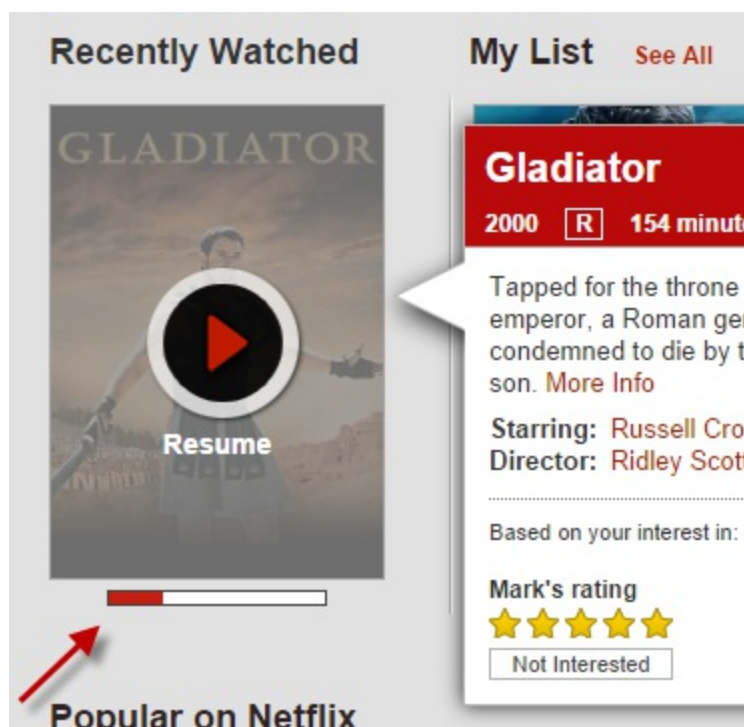 Recently Watched
My List See All
GLADIATOR
Resume
Gladiator
2000 R 154 minut
Tapped for the throne
emperor, a Roman ge
condemned to die by t
son. More Info
Starring: Russell Cro
Director: Ridley Scot
Based on your interest in:
Mark's rating
Not Interested
Popular on Netflix